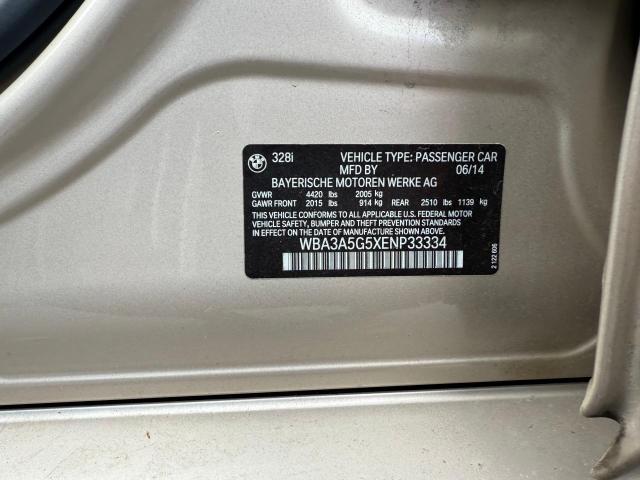 BMW 328i VEHICLE TYPE: PASSENGER CAR
MFD BY 06/14
BAYERISCHE MOTOREN WERKE AG
GVWR 4420 lbs 2005 kg
GAWR FRONT 2015 lbs 914 kg REAR 2510 lbs 1139 kg
THIS VEHICLE CONFORMS TO ALL APPLICABLE U.S. FEDERAL MOTOR
VEHICLE SAFETY, BUMPER, AND THEFT PREVENTION STANDARDS
IN EFFECT ON THE DATE OF MANUFACTURE SHOWN ABOVE.
WBA3A5G5XENP33334
2 122 606